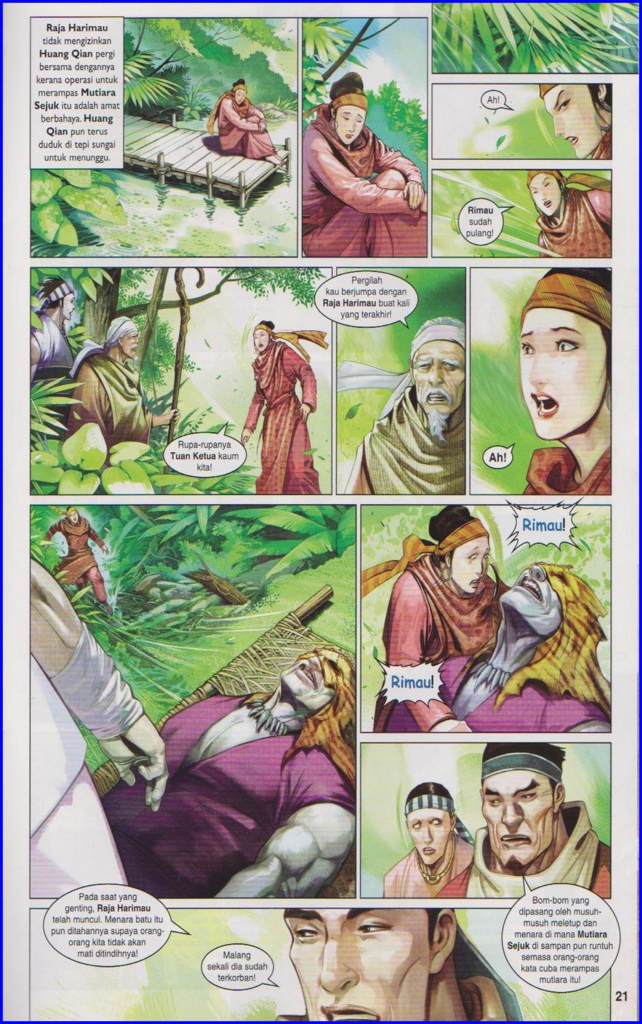 Raja Harimau
tidak mengizinkan
Huang Qian pergi
bersama dengannya
kerana operasi untuk
merampas Mutiara
Sejuk itu adalah amat
berbahaya. Huang
Qian pun terus
duduk di tepi sungai
untuk menunggu.
Ah!
Rimau
sudah
pulang!
Rupa-rupanya
Tuan Ketua kaum
kita!
Pergilah
kau berjumpa dengan
Raja Harimau buat kali
yang terakhir!
Ah!
Rimau!
Rimau!
Bom-bom yang
dipasang oleh musuh-
musuh meletup dan
menara di mana Mutiara
Sejuk di sampan pun runtuh
semasa orang-orang
kata cuba merampas
mutiara itu!
Pada saat yang
genting, Raja Harimau
telah muncul. Menara batu itu
pun ditahannya supaya orang-
orang kita tidak akan
mati ditindihnya!
Malang
sekali dia sudah
terkorban!
21